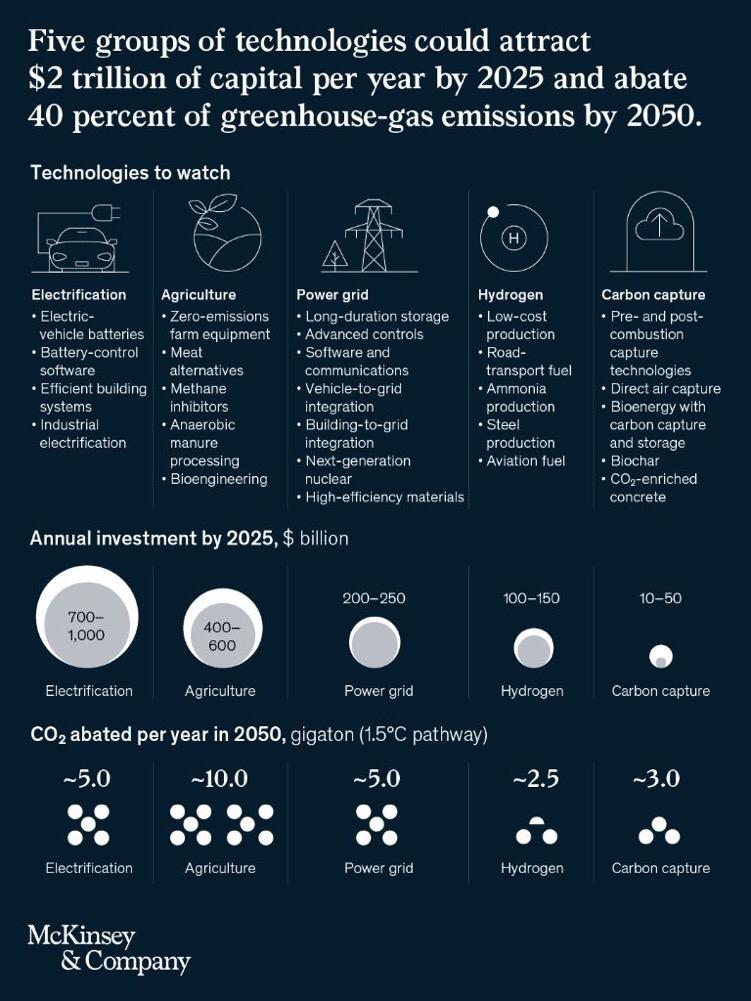 Five groups of technologies could attract
$2 trillion of capital per year by 2025 and abate
40 percent of greenhouse-gas emissions by 2050.
Technologies to watch
H
Electrification
• Electric-
vehicle batteries
• Battery-control
software
• Efficient building
systems
• Industrial
electrification
Agriculture
• Zero-emissions
farm equipment
• Meat
alternatives
• Methane
inhibitors
• Anaerobic
manure
processing
• Bioengineering
Power grid
• Long-duration storage
• Advanced controls
• Software and
communications
• Vehicle-to-grid
integration
• Building-to-grid
integration
• Next-generation
nuclear
• High-efficiency materials
Hydrogen
• Low-cost
production
• Road-
transport fuel
• Ammonia
production
• Steel
production
• Aviation fuel
Carbon capture
• Pre- and post-
combustion
capture
technologies
• Direct air capture
• Bioenergy with
carbon capture
and storage
• Biochar
• CO₂-enriched
concrete
Annual investment by 2025, $ billion
700–
1,000
Electrification
400–
600
Agriculture
200–250
Power grid
100–150
Hydrogen
10–50
Carbon capture
CO₂ abated per year in 2050, gigaton (1.5°C pathway)
~5.0
Electrification
~10.0
Agriculture
~5.0
Power grid
~2.5
Hydrogen
~3.0
Carbon capture
McKinsey
& Company